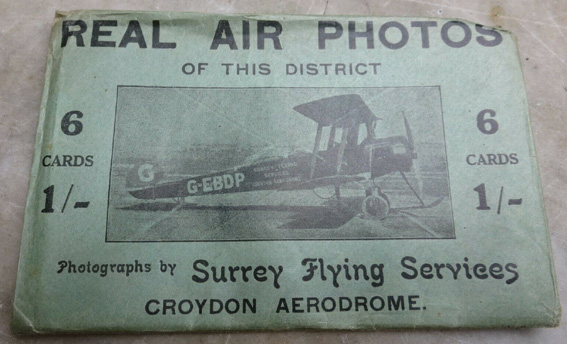 REAL AIR PHOTOS
OF THIS DISTRICT
6
CARDS
1/-
G
G-EBDP
6
CARDS
1/-
Photographs by Surrey Flying Services
CROYDON AERODROME.